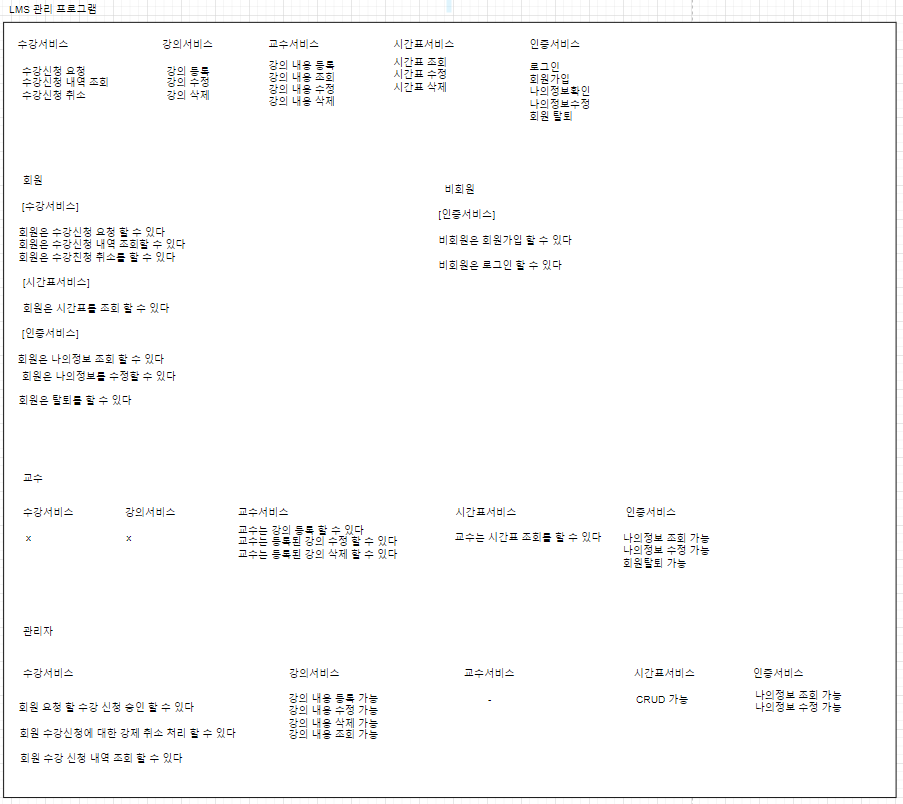 LMS 관리 프로그램
수강서비스
수강신청 요청
수강신청 내역 조회
수강신청 취소
강의서비스
강의 등록
강의 수정
강의 삭제
교수서비스
강의 내용 등록
강의 내용 조회
강의 내용 수정
강의 내용 삭제
시간표서비스
시간표 조회
시간표 수정
시간표 삭제
인증서비스
로그인
회원가입
나의정보확인
나의정보수정
회원 탈퇴
회원
[수강서비스]
회원은 수강신청 요청 할 수 있다
회원은 수강신청 내역 조회할 수 있다
회원은 수강친청 취소를 할 수 있다
[시간표서비스]
회원은 시간표를 조회 할 수 있다
[인증서비스]
회원은 나의정보 조회 할 수 있다
회원은 나의정보를 수정할 수 있다
회원은 탈퇴를 할 수 있다
비회원
[인증서비스]
비회원은 회원가입 할 수 있다
비회원은 로그인 할 수 있다
교수
수강서비스
x
강의서비스
x
교수서비스
교수는 강의 등록 할 수 있다
교수는 등록된 강의 수정 할 수 있다
교수는 등록된 강의 삭제 할 수 있다
시간표서비스
교수는 시간표 조회를 할 수 있다
인증서비스
나의정보 조회 가능
나의정보 수정 가능
회원탈퇴 가능
관리자
수강서비스
회원 요청 할 수강 신청 승인 할 수 있다
회원 수강신청에 대한 강제 취소 처리 할 수 있다
회원 수강 신청 내역 조회 할 수 있다
강의서비스
강의 내용 등록 가능
강의 내용 수정 가능
강의 내용 삭제 가능
강의 내용 조회 가능
교수서비스
-
시간표서비스
CRUD 가능
인증서비스
나의정보 조회 가능
나의정보 수정 가능